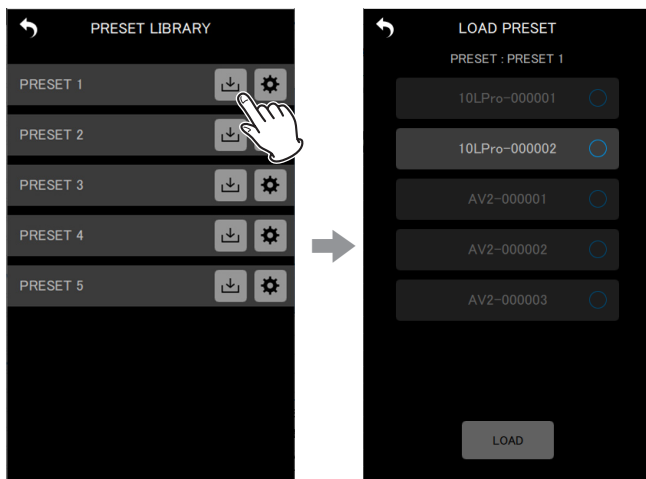 PRESET LIBRARY
PRESET 1
PRESET 2
PRESET 3
PRESET 4
PRESET 5
LOAD PRESET
PRESET : PRESET 1
10LPro-000001
10LPro-000002
AV2-000001
AV2-000002
AV2-000003
LOAD